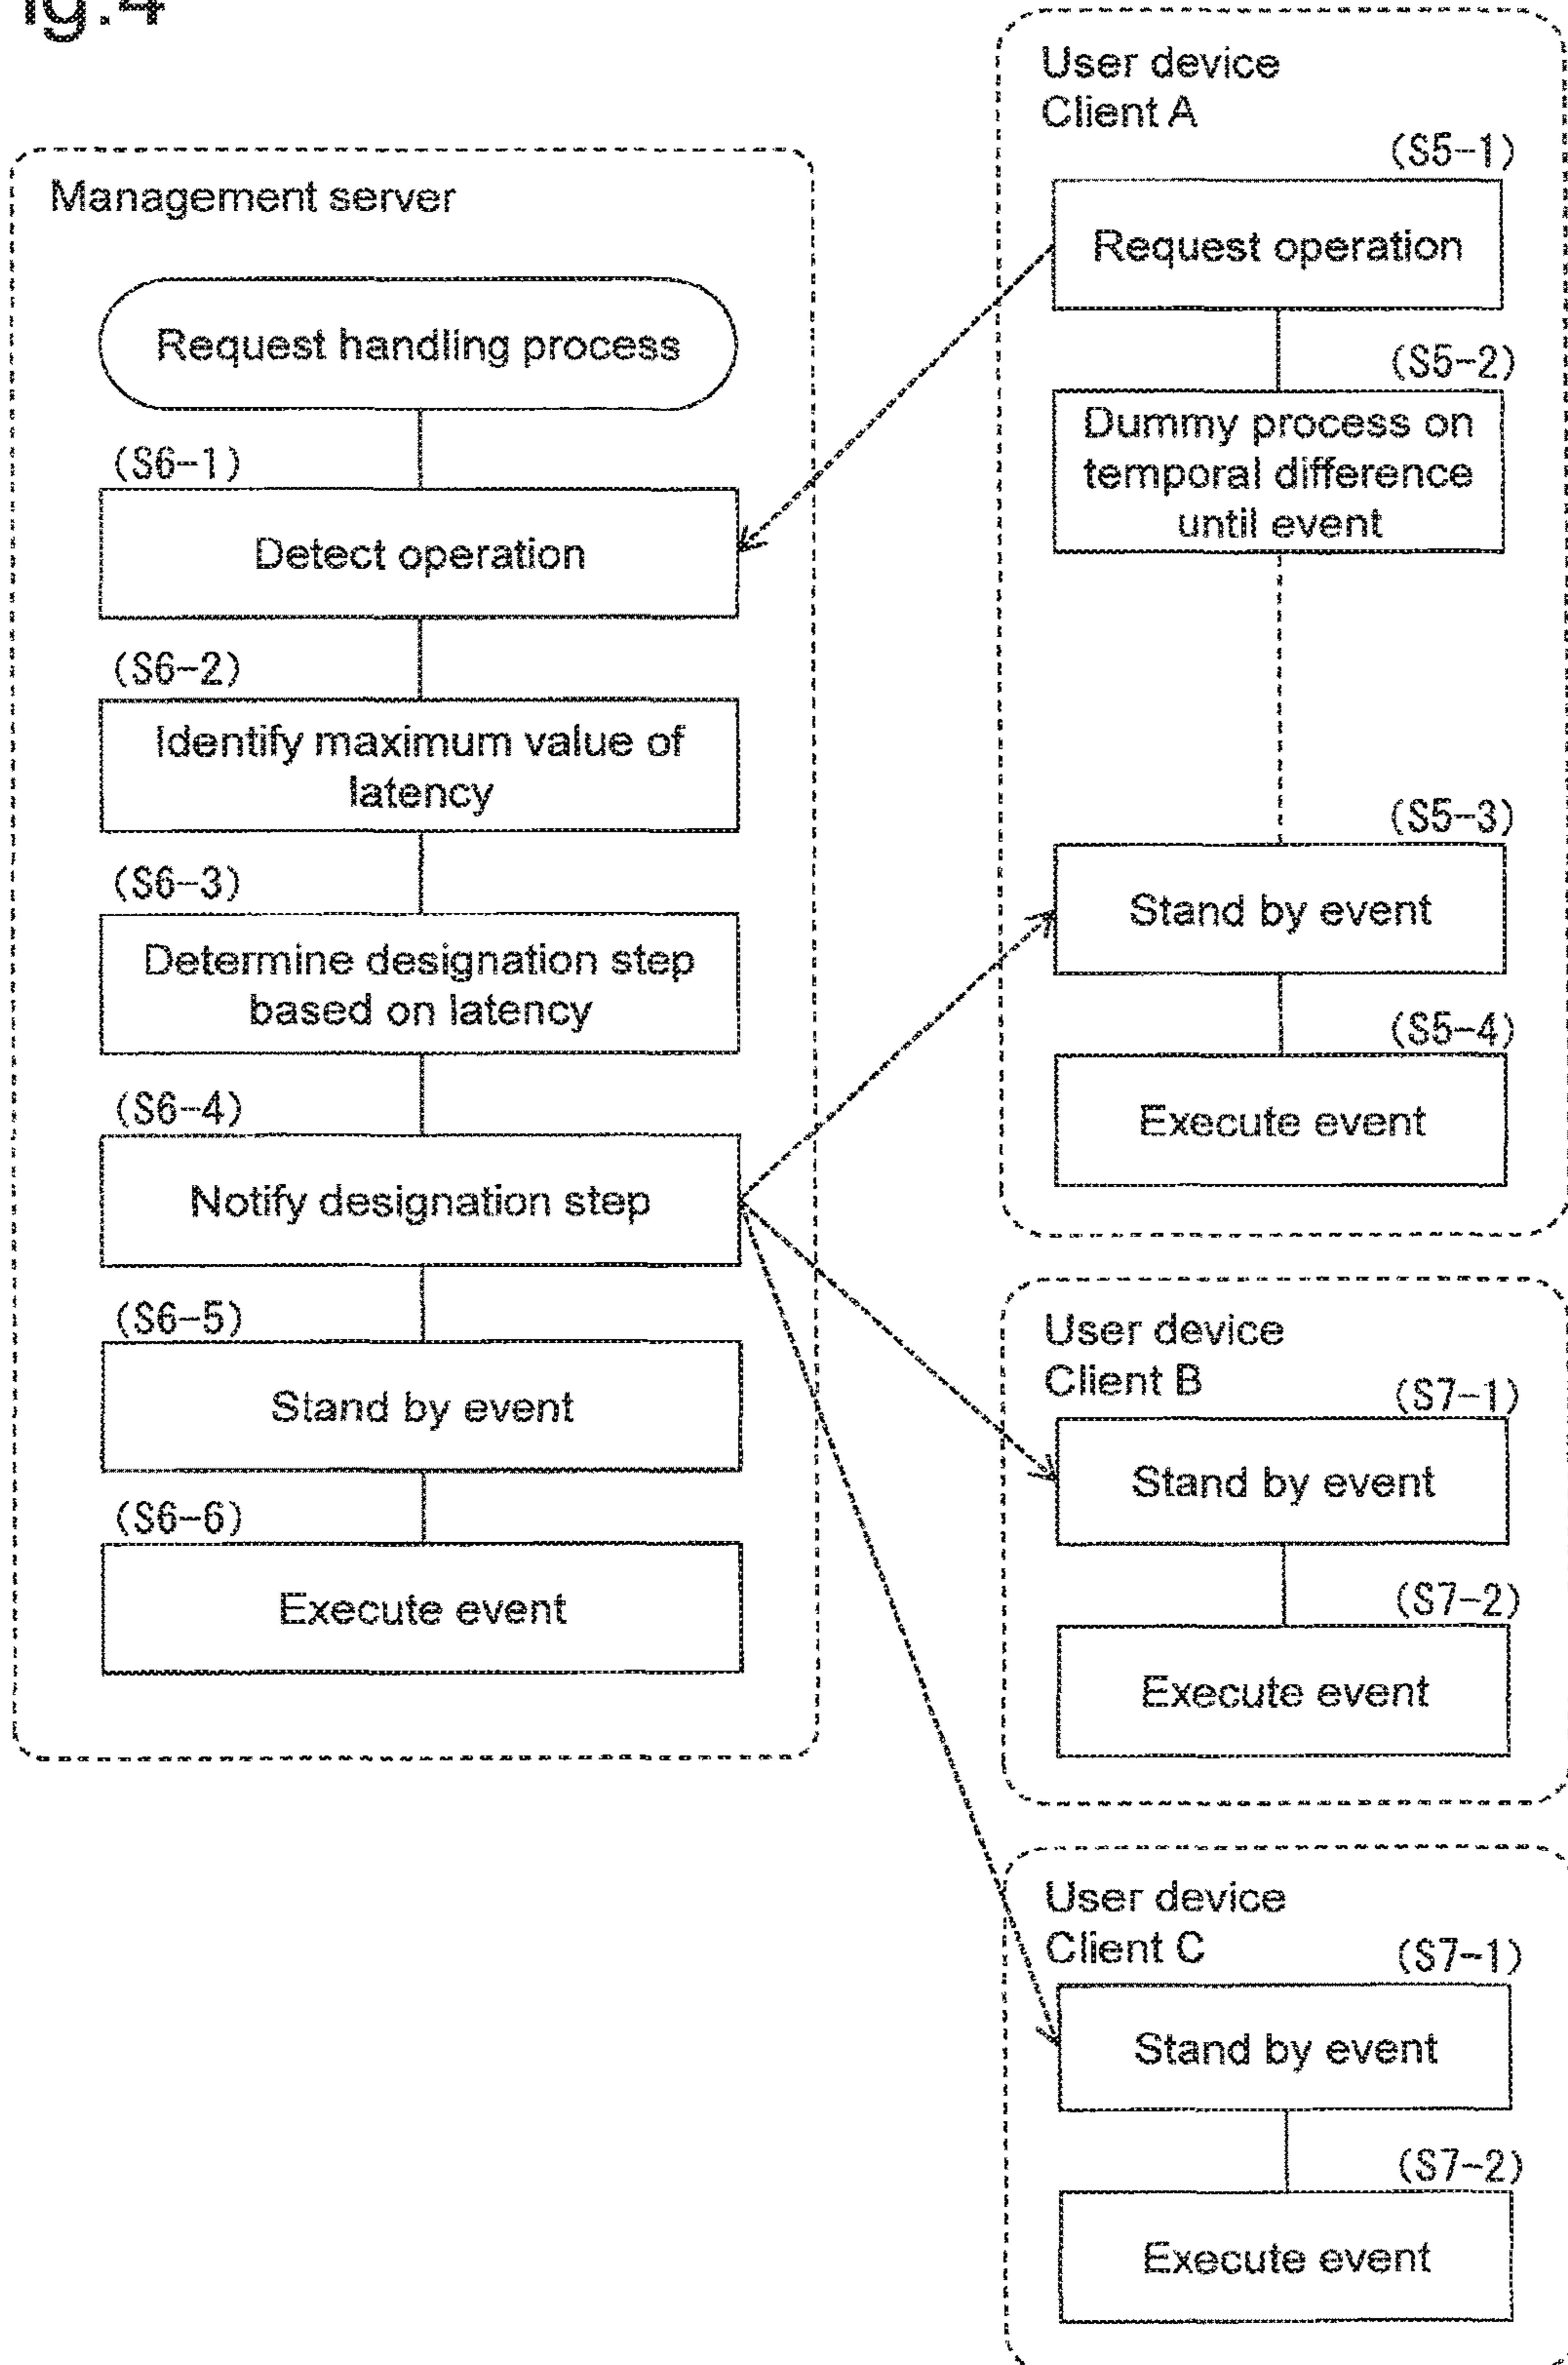 ig.4
Management server
Request handling process
(S6-1)
Detect operation
(S6-2)
Identify maximum value of
latency
(S6-3)
Determine designation step
based on latency
(S6-4)
Notify designation step
(S6-5)
Stand by event
(S6-6)
Execute event
User device
Client A
(S5-1)
Request operation
(S5-2)
Dummy process on
temporal difference
until event
(S5-3)
Stand by event
(S5-4)
Execute event
User device
Client B
(S7-1)
Stand by event
(S7-2)
Execute event
User device
Client C
(S7-1)
Stand by event
(S7-2)
Execute event